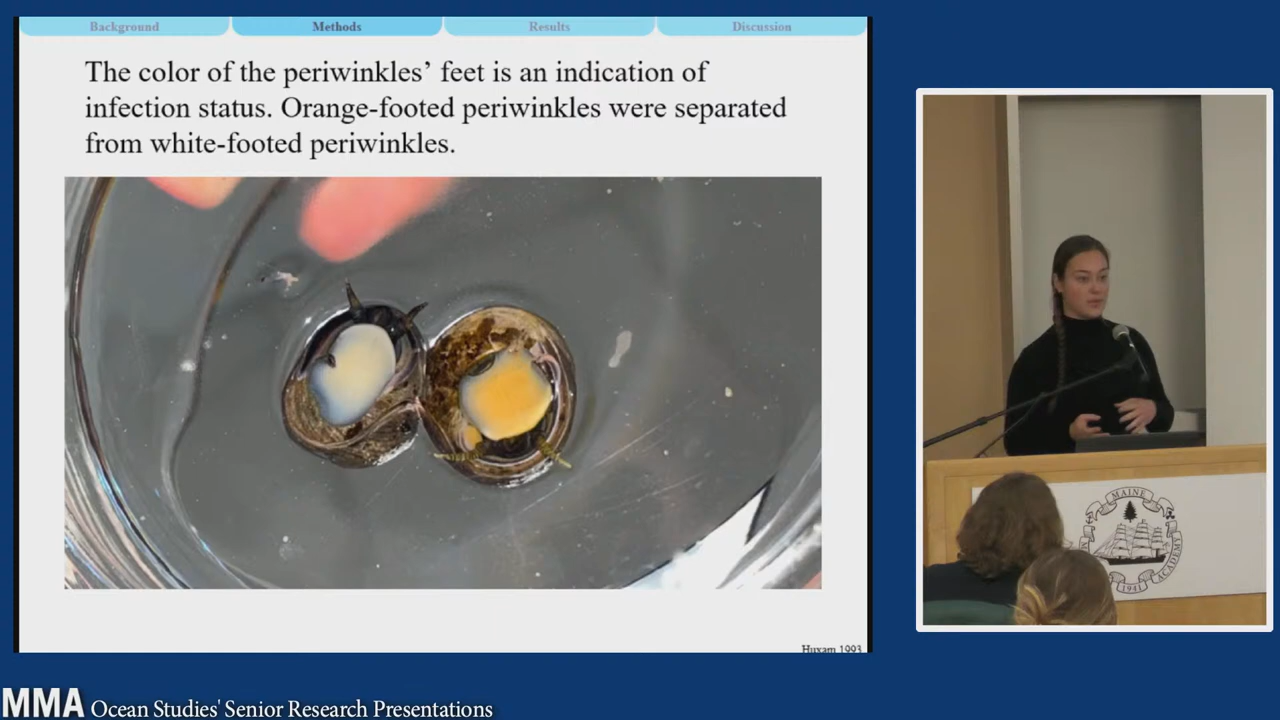 Background
Methods
Results
Discussion
The color of the periwinkles’ feet is an indication of
infection status. Orange-footed periwinkles were separated
from white-footed periwinkles.
Huxam 1993
MAINE
ACADEMY
1941
MMA Ocean Studies' Senior Research Presentations